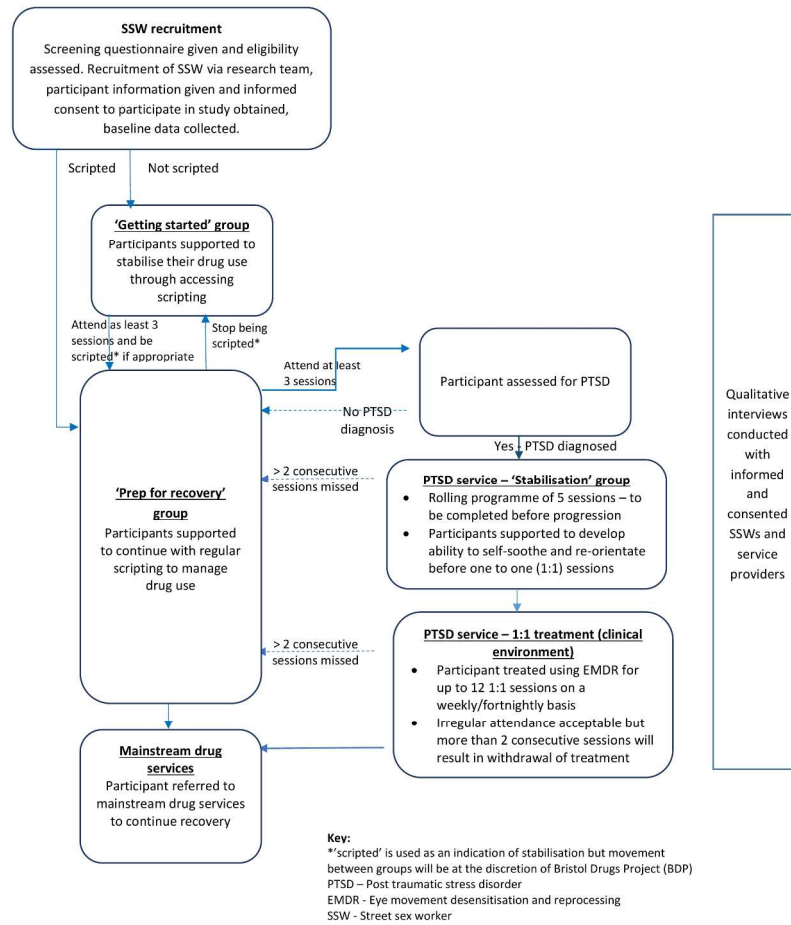 SSW recruitment
Screening questionnaire given and eligibility
assessed. Recruitment of SSW via research team,
participant information given and informed
consent to participate in study obtained,
baseline data collected.
Scripted
Not scripted
'Getting started' group
Participants supported to
stabilise their drug use
through accessing
scripting
Attend as least 3
sessions and be
scripted* if appropriate
Stop being
scripted*
Attend at least
3 sessions
Participant assessed for PTSD
No PTSD
diagnosis
Yes - PTSD diagnosed
'Prep for recovery'
group
Participants supported
to continue with regular
scripting to manage
drug use
> 2 consecutive
sessions missed
PTSD service – 'Stabilisation' group
• Rolling programme of 5 sessions – to
be completed before progression
• Participants supported to develop
ability to self-soothe and re-orientate
before one to one (1:1) sessions
> 2 consecutive
sessions missed
PTSD service – 1:1 treatment (clinical
environment)
• Participant treated using EMDR for
up to 12 1:1 sessions on a
weekly/fortnightly basis
• Irregular attendance acceptable but
more than 2 consecutive sessions will
result in withdrawal of treatment
Mainstream drug
services
Participant referred to
mainstream drug services
to continue recovery
Qualitative
interviews
conducted
with
informed
and
consented
SSWs and
service
providers
Key:
*'scripted' is used as an indication of stabilisation but movement
between groups will be at the discretion of Bristol Drugs Project (BDP)
PTSD – Post traumatic stress disorder
EMDR - Eye movement desensitisation and reprocessing
SSW - Street sex worker